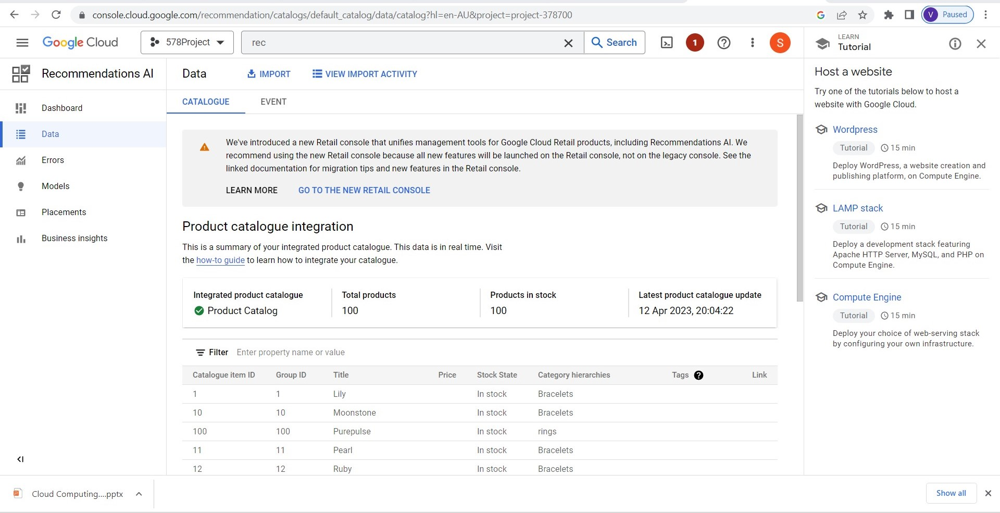 console.cloud.google.com/recommendation/catalogs/default_catalog/data/catalog?hl=en-AU&project=project-378700
V Paused
Google Cloud
578Project
rec
Search
1
S
LEARN
Tutorial
Recommendations AI
Data
IMPORT
VIEW IMPORT ACTIVITY
Dashboard
Data
Errors
Models
Placements
Business insights
CATALOGUE
EVENT
We've introduced a new Retail console that unifies management tools for Google Cloud Retail products, including Recommendations AI. We
recommend using the new Retail console because all new features will be launched on the Retail console, not on the legacy console. See the
linked documentation for migration tips and new features in the Retail console.
LEARN MORE
GO TO THE NEW RETAIL CONSOLE
Product catalogue integration
This is a summary of your integrated product catalogue. This data is in real time. Visit
the how-to guide to learn how to integrate your catalogue.
Integrated product catalogue
Product Catalog
Total products
100
Products in stock
100
Latest product catalogue update
12 Apr 2023, 20:04:22
Filter Enter property name or value
Catalogue item ID Group ID Title Price Stock State Category hierarchies Tags ? Link
1 1 Lily In stock Bracelets
10 10 Moonstone In stock Bracelets
100 100 Purepulse In stock rings
11 11 Pearl In stock Bracelets
12 12 Ruby In stock Bracelets
Host a website
Try one of the tutorials below to host a
website with Google Cloud.
Wordpress
Tutorial 15 min
Deploy WordPress, a website creation and
publishing platform, on Compute Engine.
LAMP stack
Tutorial 15 min
Deploy a development stack featuring
Apache HTTP Server, MySQL, and PHP on
Compute Engine.
Compute Engine
Tutorial 15 min
Deploy your choice of web-serving stack
by configuring your own infrastructure.
Cloud Computing....pptx
Show all